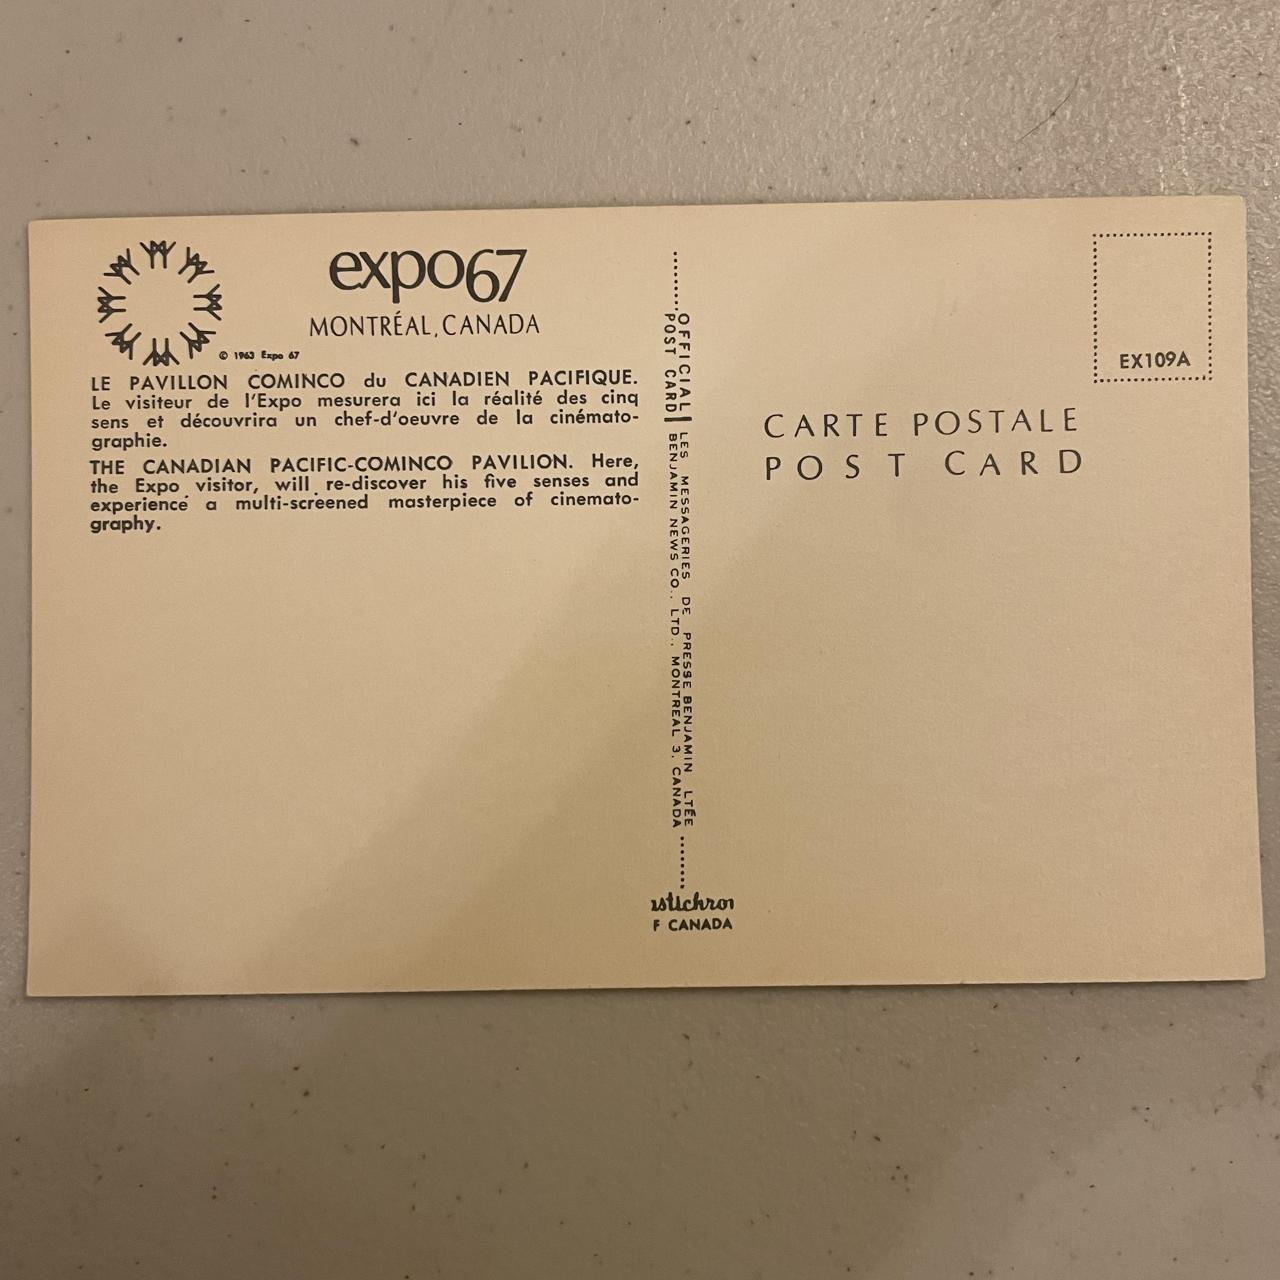 expo67
MONTRÉAL, CANADA
© 1963 Expo 67
LE PAVILLON COMINCO du CANADIEN PACIFIQUE.
Le visiteur de l'Expo mesurera ici la réalité des cinq
sens et découvrira un chef-d'oeuvre de la cinémato-
graphie.
THE CANADIAN PACIFIC-COMINCO PAVILION. Here,
the Expo visitor, will re-discover his five senses and
experience a multi-screened masterpiece of cinemato-
graphy.
OFFICIAL
POST CARD
LES MESSAGERIES DE PRESSE BENJAMIN LTÉE
BENJAMIN NEWS CO., LTD., MONTREAL 3, CANADA
F CANADA
EX109A
CARTE POSTALE
POST CARD